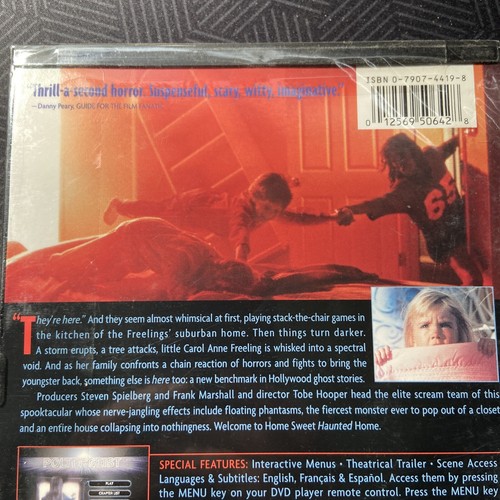 "Thrill-a-second horror. Suspenseful, scary, witty, imaginative."
—Danny Peary, GUIDE FOR THE FILM FANATIC
ISBN 0-7907-4419-8
0 12569 50642 8
65
"They're here." And they seem almost whimsical at first, playing stack-the-chair games in
the kitchen of the Freelings' suburban home. Then things turn darker.
A storm erupts, a tree attacks, little Carol Anne Freeling is whisked into a spectral
void. And as her family confronts a chain reaction of horrors and fights to bring the
youngster back, something else is here too: a new benchmark in Hollywood ghost stories.
Producers Steven Spielberg and Frank Marshall and director Tobe Hooper head the elite scream team of this
spooktacular whose nerve-jangling effects include floating phantasms, the fiercest monster ever to pop out of a closet
and an entire house collapsing into nothingness. Welcome to Home Sweet Haunted Home.
PLAY
CHAPTER LIST
SPECIAL FEATURES: Interactive Menus • Theatrical Trailer • Scene Access
Languages & Subtitles: English, Français & Español. Access them by pressing
the MENU key on your DVD player remote control. Press the MENU key